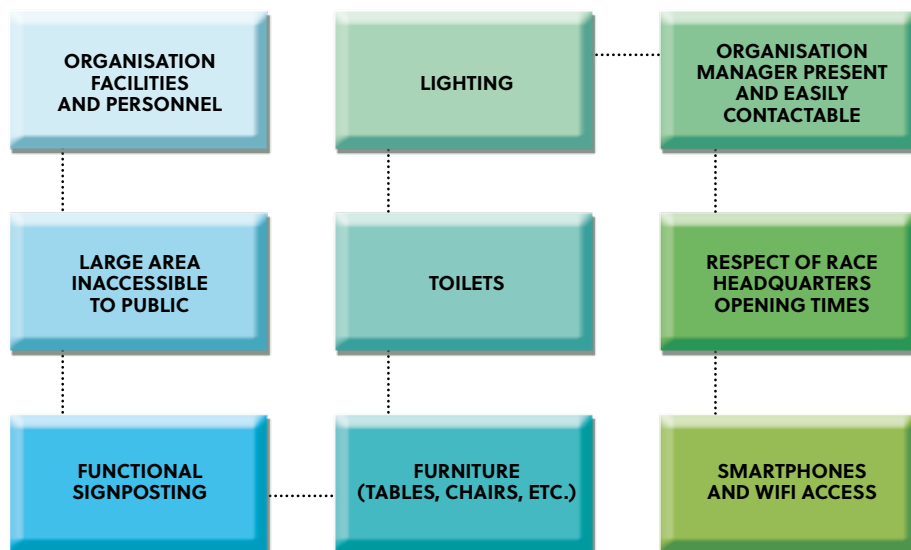 ORGANISATION
FACILITIES
AND PERSONNEL
LARGE AREA
INACCESSIBLE
TO PUBLIC
FUNCTIONAL
SIGNPOSTING
FURNITURE
(TABLES, CHAIRS, ETC.)
TOILETS
LIGHTING
ORGANISATION
MANAGER PRESENT
AND EASILY
CONTACTABLE
RESPECT OF RACE
HEADQUARTERS
OPENING TIMES
SMARTPHONES
AND WIFI ACCESS